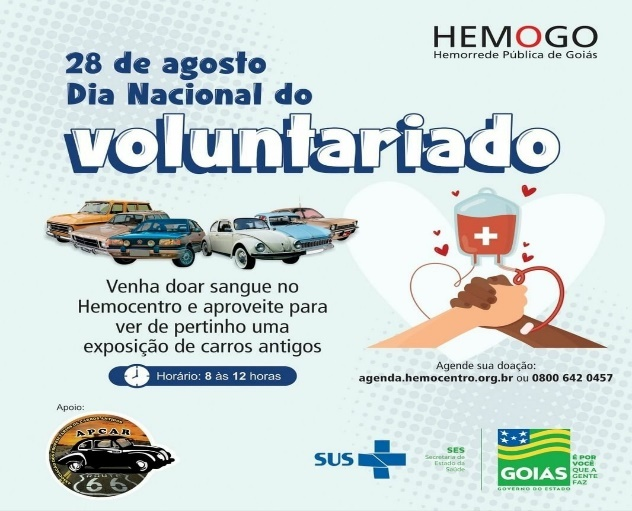 HEMOGO
Hemorrede Pública de Goiás
28 de agosto
Dia Nacional do
voluntariado
Venha doar sangue no
Hemocentro e aproveite para
ver de pertinho uma
exposição de carros antigos
Horário: 8 às 12 horas
Agende sua doação:
agenda.hemocentro.org.br ou 0800 642 0457
Apoio:
APCAR
66
SUS
SES
Secretaria de
Estado da
Saúde
GOIÁS
GOVERNO DO ESTADO
É POR
VOCÊ
QUE A
GENTE
FAZ